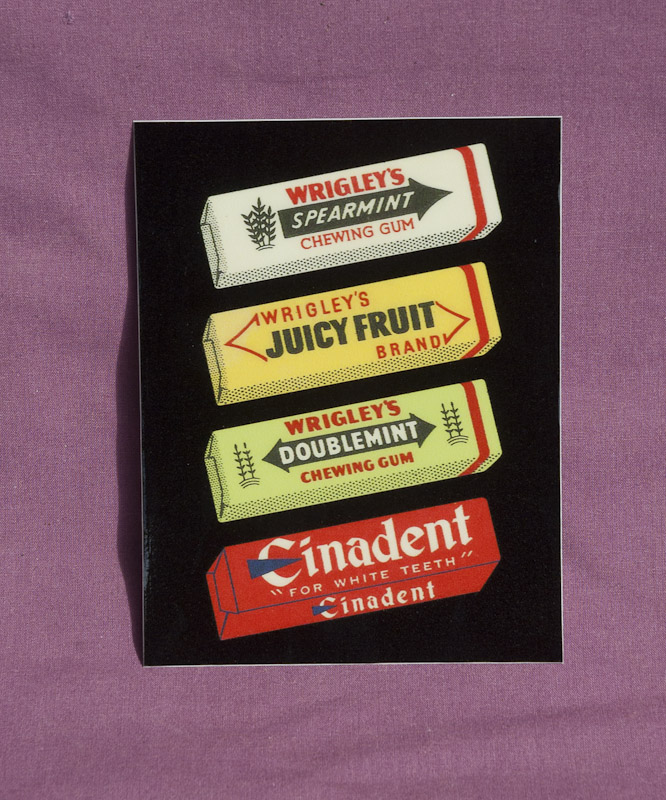 WRIGLEY'S
SPEARMINT
CHEWING GUM
WRIGLEY'S
JUICY FRUIT
BRAND
WRIGLEY'S
DOUBLEMINT
CHEWING GUM
Cinadent
"FOR WHITE TEETH"
Cinadent